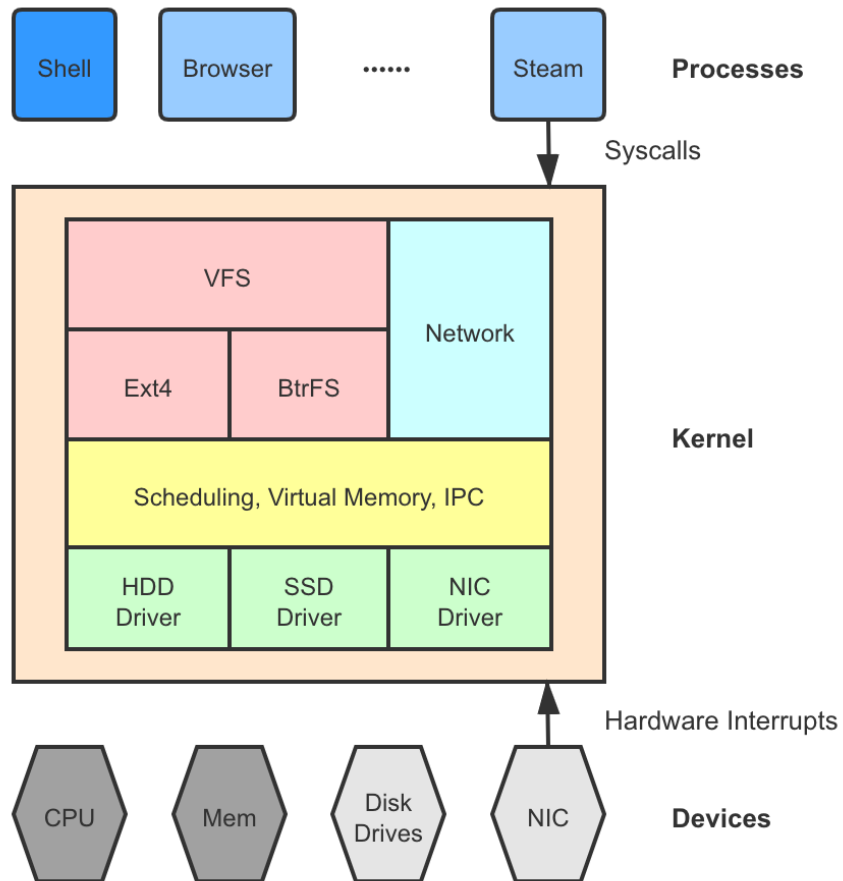 Shell
Browser
......
Steam
Processes
Syscalls
VFS
Network
Ext4
BtrFS
Kernel
Scheduling, Virtual Memory, IPC
HDD
Driver
SSD
Driver
NIC
Driver
Hardware Interrupts
CPU
Mem
Disk
Drives
NIC
Devices